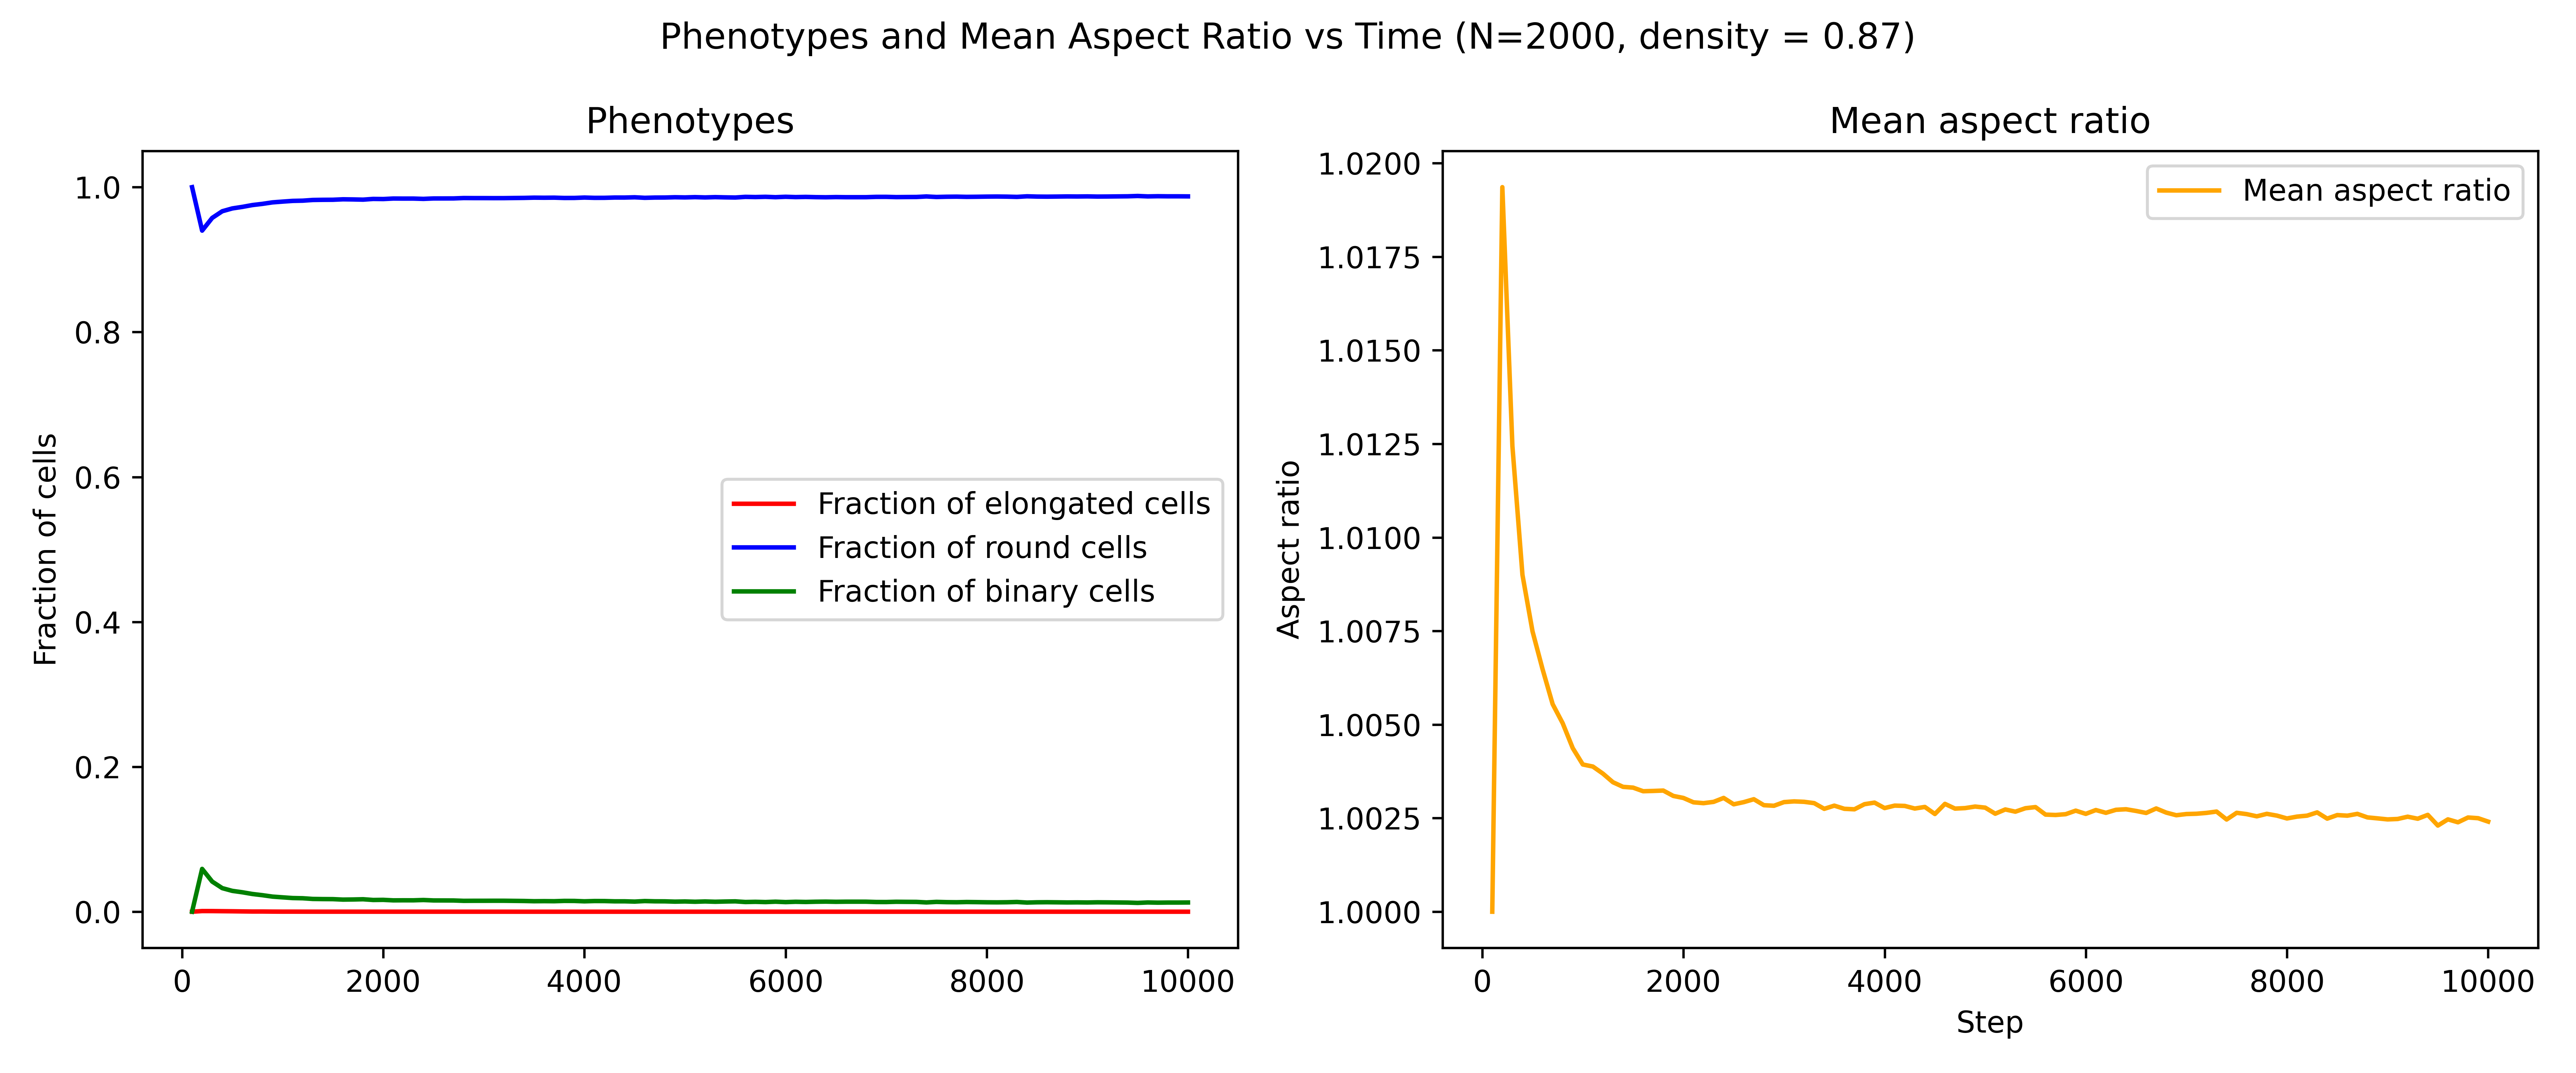 Phenotypes and Mean Aspect Ratio vs Time (N=2000, density = 0.87)
Phenotypes
Fraction of cells
1.0
0.8
0.6
0.4
0.2
0.0
Fraction of elongated cells
Fraction of round cells
Fraction of binary cells
0 2000 4000 6000 8000 10000
Mean aspect ratio
Aspect ratio
1.0200
1.0175
1.0150
1.0125
1.0100
1.0075
1.0050
1.0025
1.0000
Mean aspect ratio
0 2000 4000 6000 8000 10000
Step